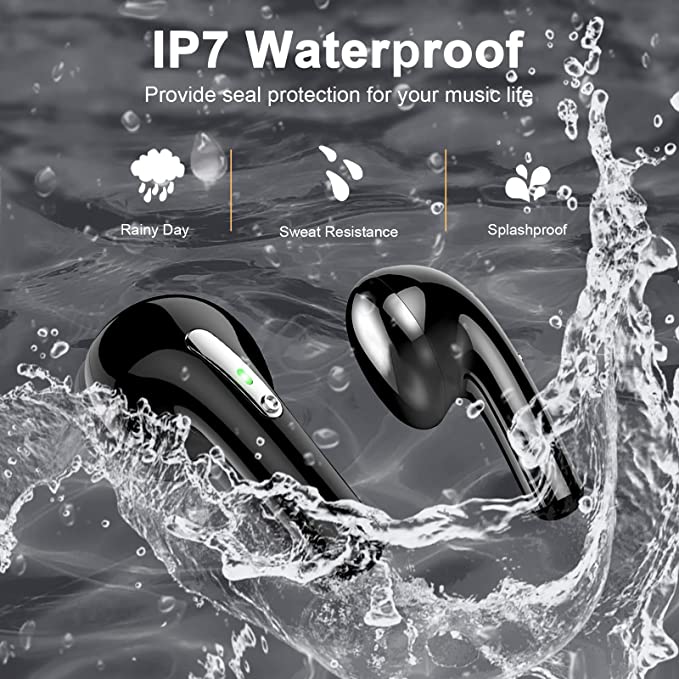 IP7 Waterproof
Provide seal protection for your music life
Rainy Day
Sweat Resistance
Splashproof